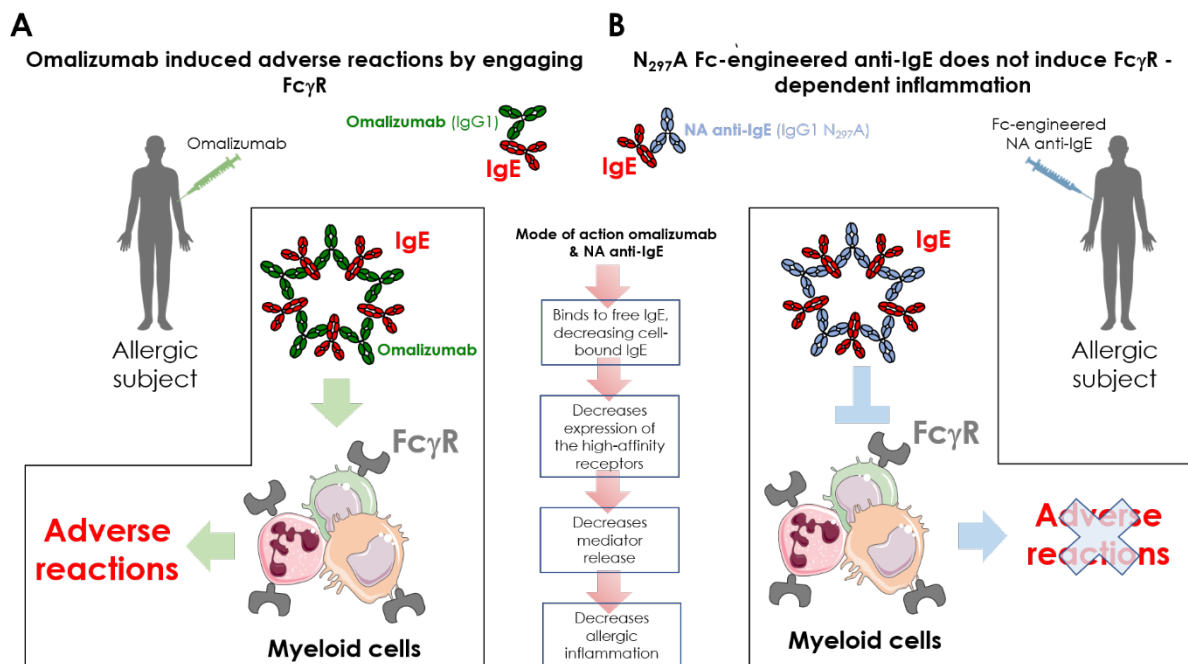 A
Omalizumab induced adverse reactions by engaging
FcγR
Omalizumab
Allergic
subject
Omalizumab (IgG1)
IgE
IgE
Omalizumab
FcγR
Adverse
reactions
Myeloid cells
Mode of action omalizumab
& NA anti-IgE
Binds to free IgE,
decreasing cell-
bound IgE
Decreases
expression of
the high-affinity
receptors
Decreases
mediator
release
Decreases
allergic
inflammation
B
N297A Fc-engineered anti-IgE does not induce FcγR -
dependent inflammation
NA anti-IgE (IgG1 N297A)
IgE
Fc-engineered
NA anti-IgE
Allergic
subject
IgE
FcγR
Adverse
reactions
Myeloid cells